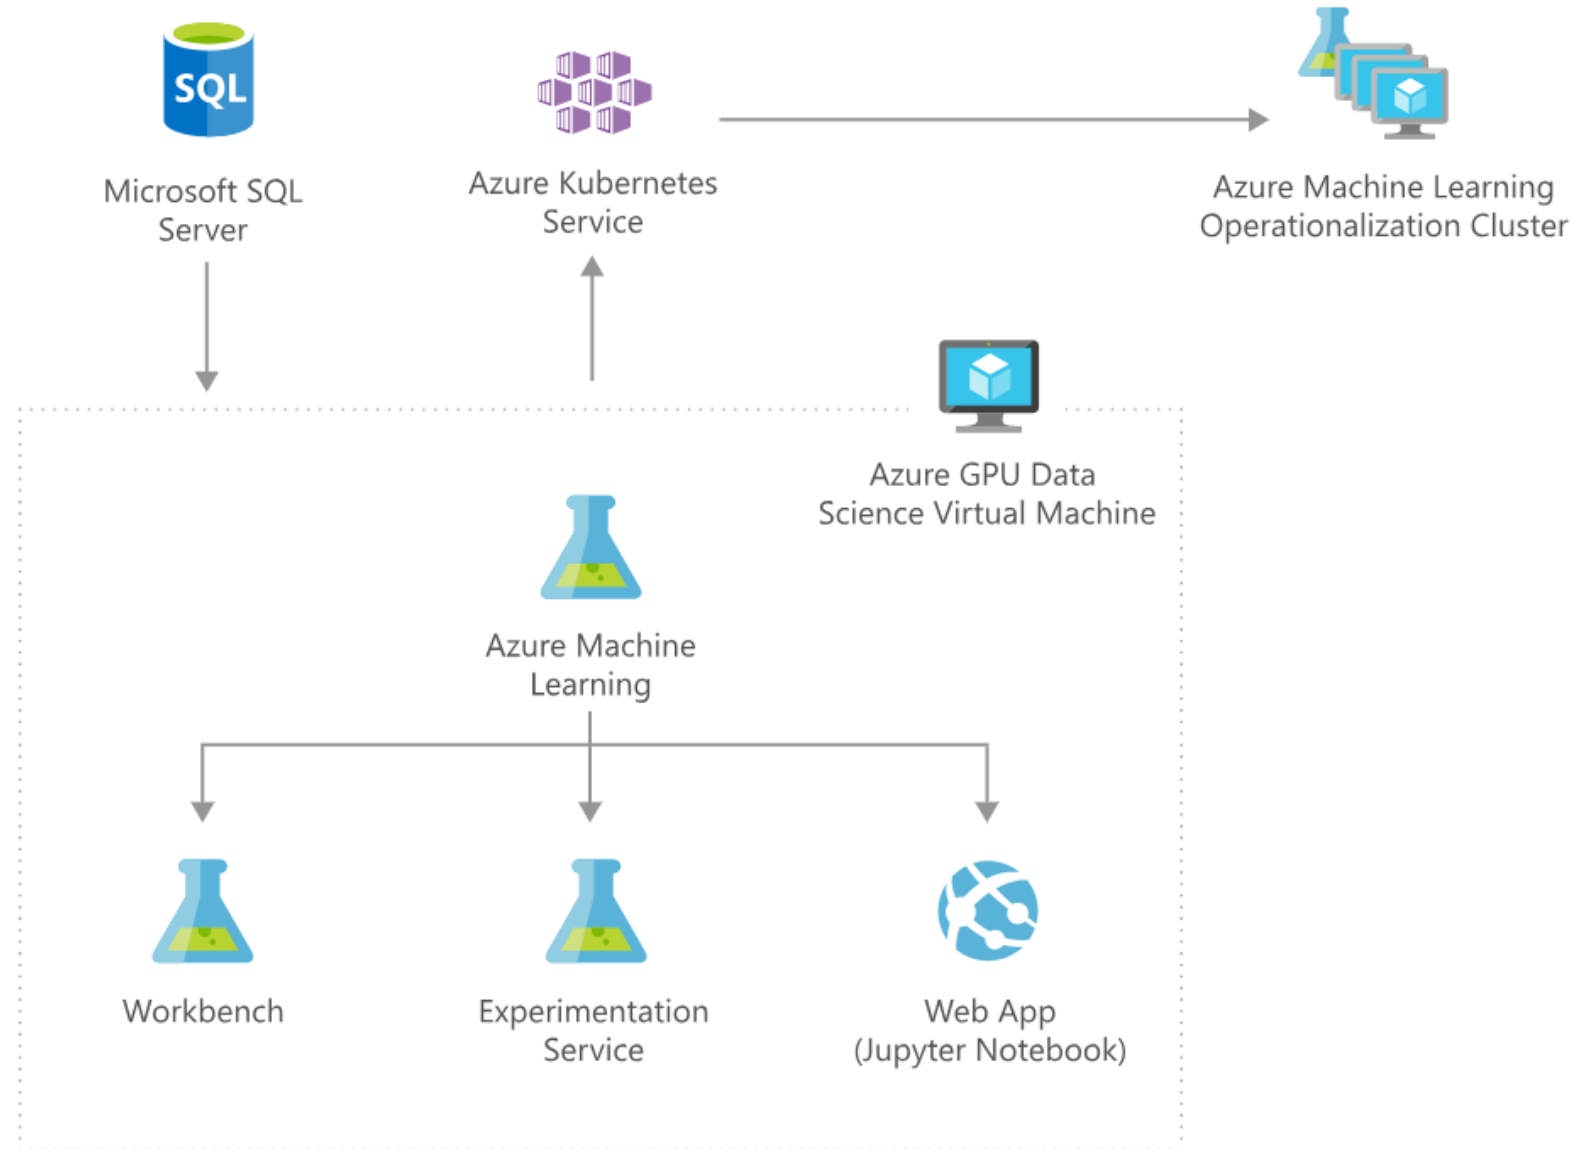 SQL
Microsoft SQL
Server
Azure Kubernetes
Service
Azure Machine Learning
Operationalization Cluster
Azure GPU Data
Science Virtual Machine
Azure Machine
Learning
Workbench
Experimentation
Service
Web App
(Jupyter Notebook)